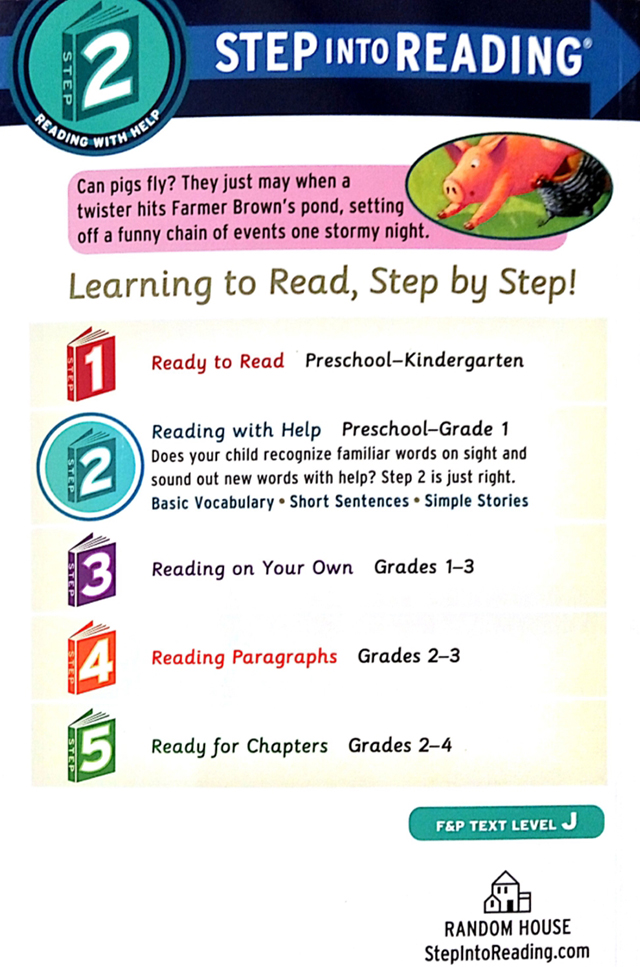 STEP 2
READING WITH HELP
STEP INTO READING®
Can pigs fly? They just may when a
twister hits Farmer Brown's pond, setting
off a funny chain of events one stormy night.
Learning to Read, Step by Step!
STEP 1 Ready to Read Preschool–Kindergarten
STEP 2 Reading with Help Preschool–Grade 1
Does your child recognize familiar words on sight and
sound out new words with help? Step 2 is just right.
Basic Vocabulary • Short Sentences • Simple Stories
STEP 3 Reading on Your Own Grades 1–3
STEP 4 Reading Paragraphs Grades 2–3
STEP 5 Ready for Chapters Grades 2–4
F&P TEXT LEVEL J
RANDOM HOUSE
StepIntoReading.com